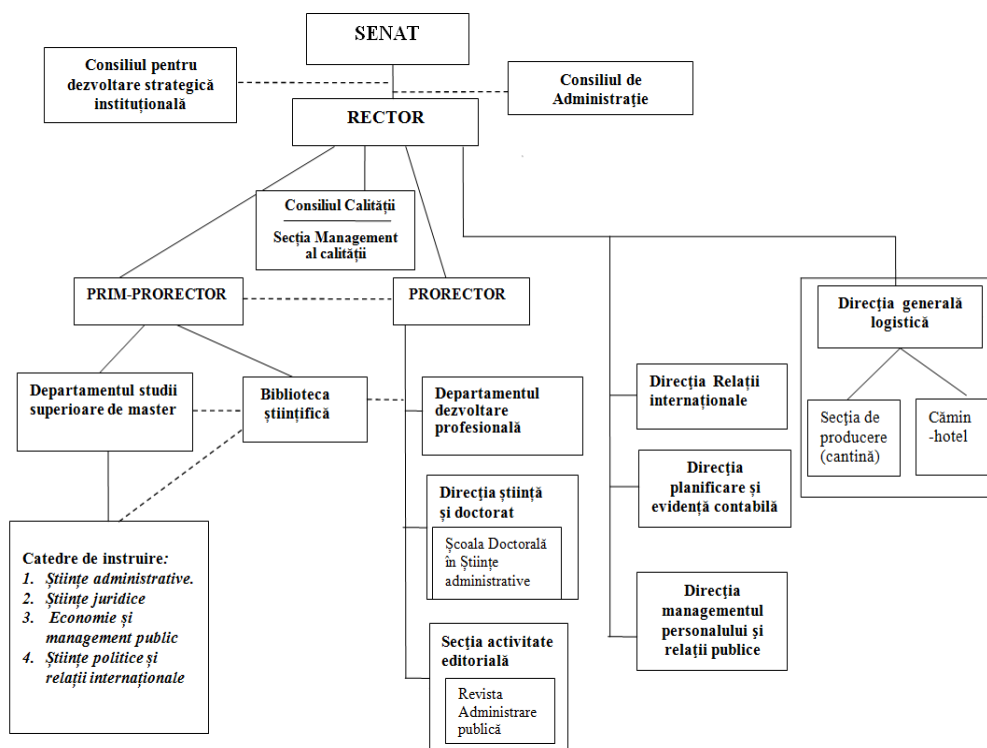 SENAT
Consiliul pentru
dezvoltare strategică
instituțională
Consiliul de
Administraţie
RECTOR
Consiliul Calității
Secția Management
al calității
PRIM-PRORECTOR
PRORECTOR
Direcția generală
logistică
Departamentul studii
superioare de master
Biblioteca
științifică
Departamentul
dezvoltare
profesională
Direcția Relații
internaționale
Secția de
producere
(cantină)
Cămin
-hotel
Direcția
planificare și
evidență contabilă
Direcția știință
și doctorat
Școala Doctorală
în Științe
administrative
Catedre de instruire:
1. Științe administrative.
2. Științe juridice
3. Economie și
management public
4. Științe politice și
relații internaționale
Direcția
managementul
personalului și
relaţii publice
Secția activitate
editorială
Revista
Administrare
publică